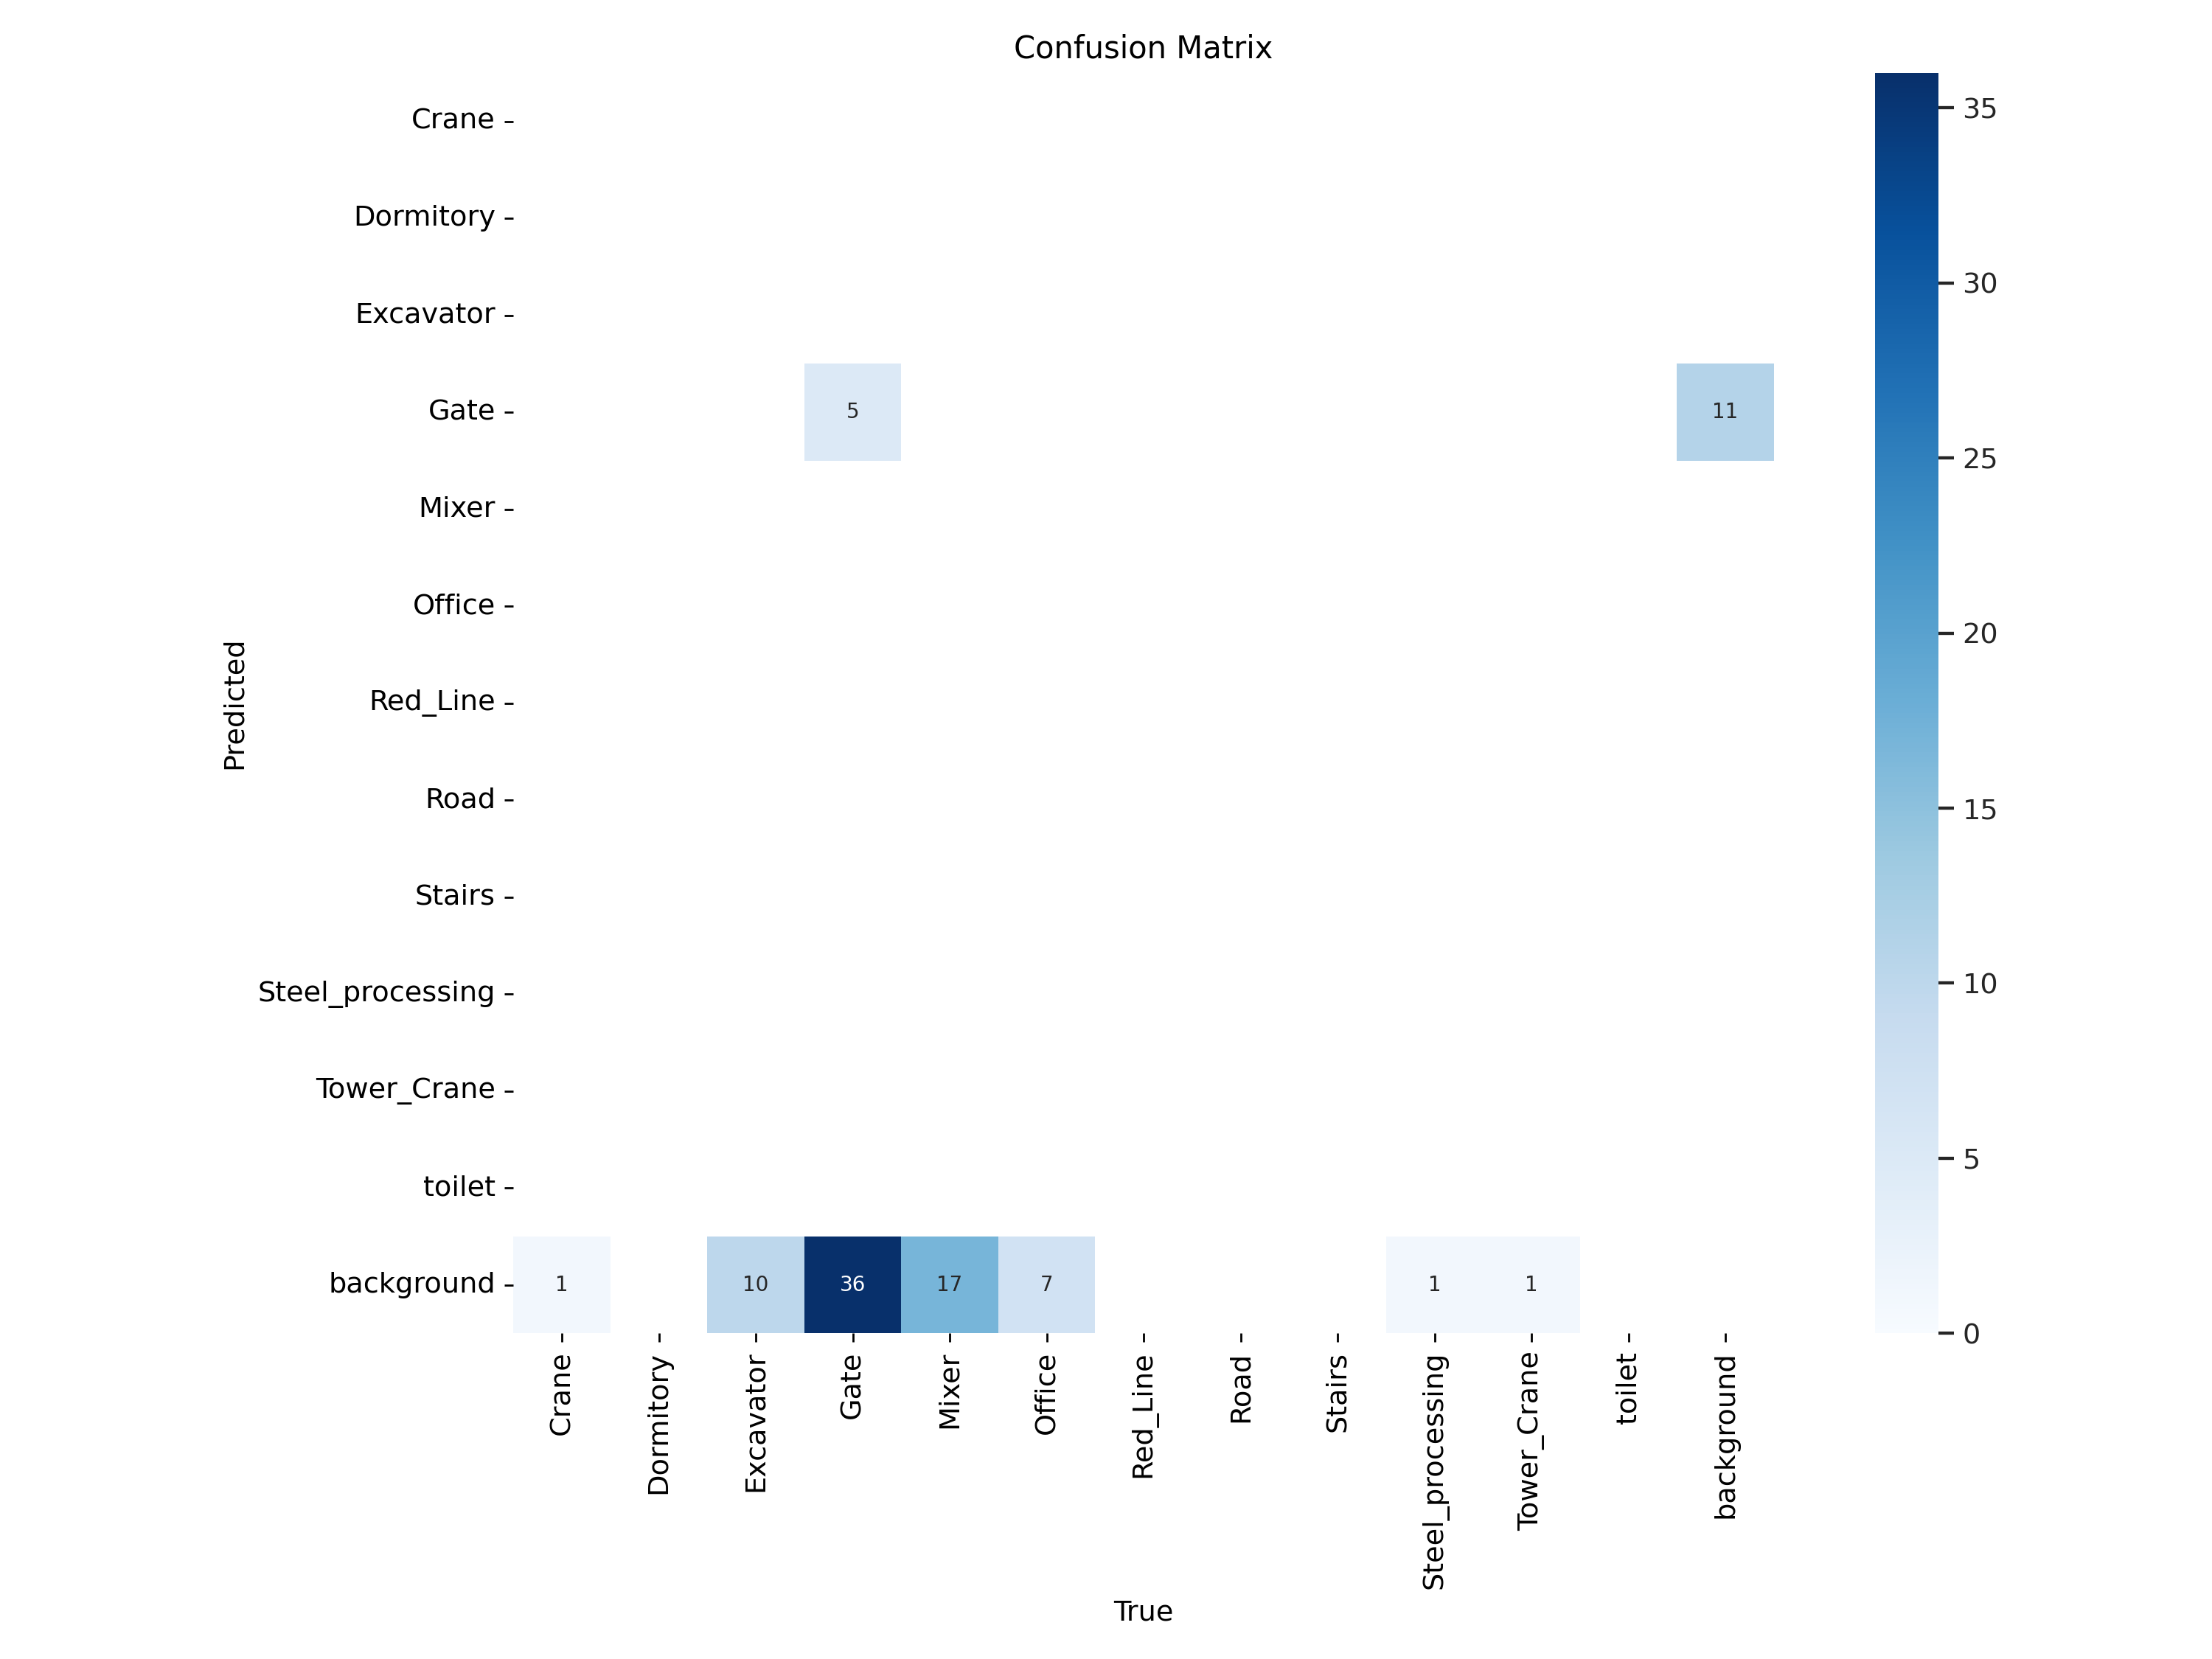 Confusion Matrix
Predicted
Crane
Dormitory
Excavator
Gate
Mixer
Office
Red_Line
Road
Stairs
Steel_processing
Tower_Crane
toilet
background
5
11
1
10
36
17
7
1
1
Crane
Dormitory
Excavator
Gate
Mixer
Office
Red_Line
Road
Stairs
Steel_processing
Tower_Crane
toilet
background
True
35
30
25
20
15
10
5
0